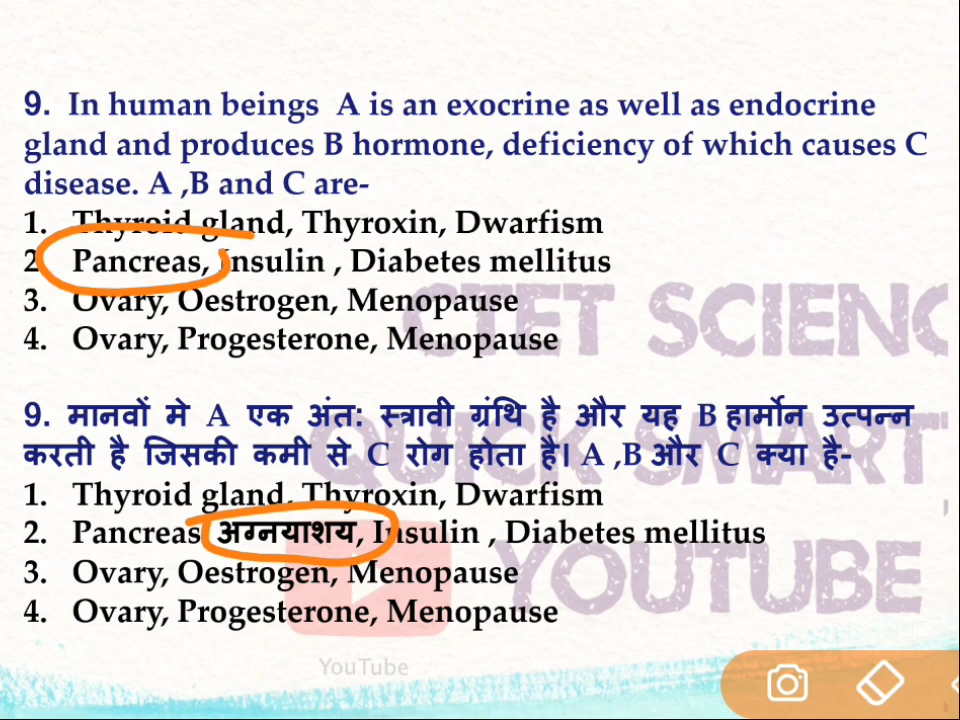 9. In human beings A is an exocrine as well as endocrine
gland and produces B hormone, deficiency of which causes C
disease. A ,B and C are-
1. Thyroid gland, Thyroxin, Dwarfism
2. Pancreas, Insulin , Diabetes mellitus
3. Ovary, Oestrogen, Menopause
4. Ovary, Progesterone, Menopause
CTET SCIENC
9. मानवों मे A एक अंत: स्त्रावी ग्रंथि है और यह B हार्मोन उत्पन्न
करती है जिसकी कमी से C रोग होता है। A ,B और C क्या है-
QUICK SMART
1. Thyroid gland, Thyroxin, Dwarfism
2. Pancreas अग्नयाशय, Insulin , Diabetes mellitus
3. Ovary, Oestrogen, Menopause
4. Ovary, Progesterone, Menopause
YOUTUBE
YouTube